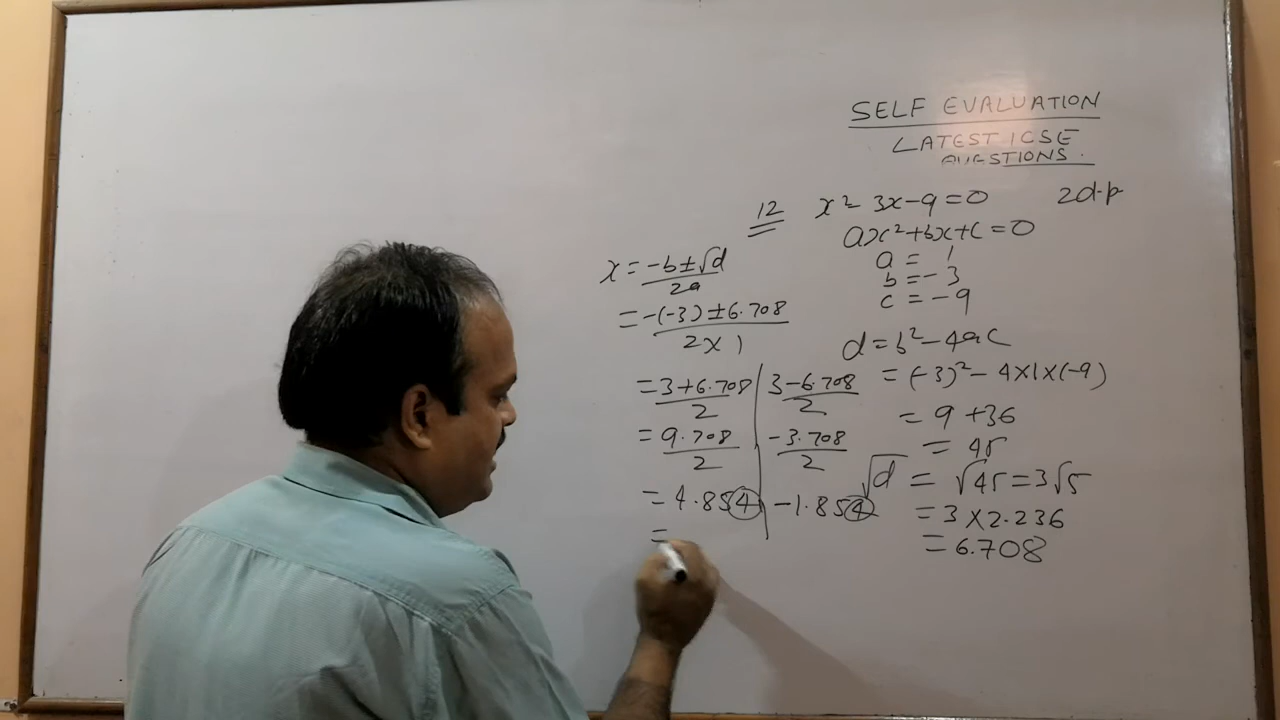 SELF EVALUATION
LATEST ICSE
QUESTIONS.
12 x² 3x-9=0 2d.p
ax²+bx+c=0
a = 1
b = -3
c = -9
d = b²-4ac
= (-3)² - 4×1×(-9)
= 9 +36
= 45
√d = √45 = 3√5
= 3 × 2.236
= 6.708
x = -b±√d/2a
= -(-3) ± 6.708/2×1
= 3+6.708/2 | 3-6.708/2
= 9.708/2 | -3.708/2
= 4.854 | -1.854
=